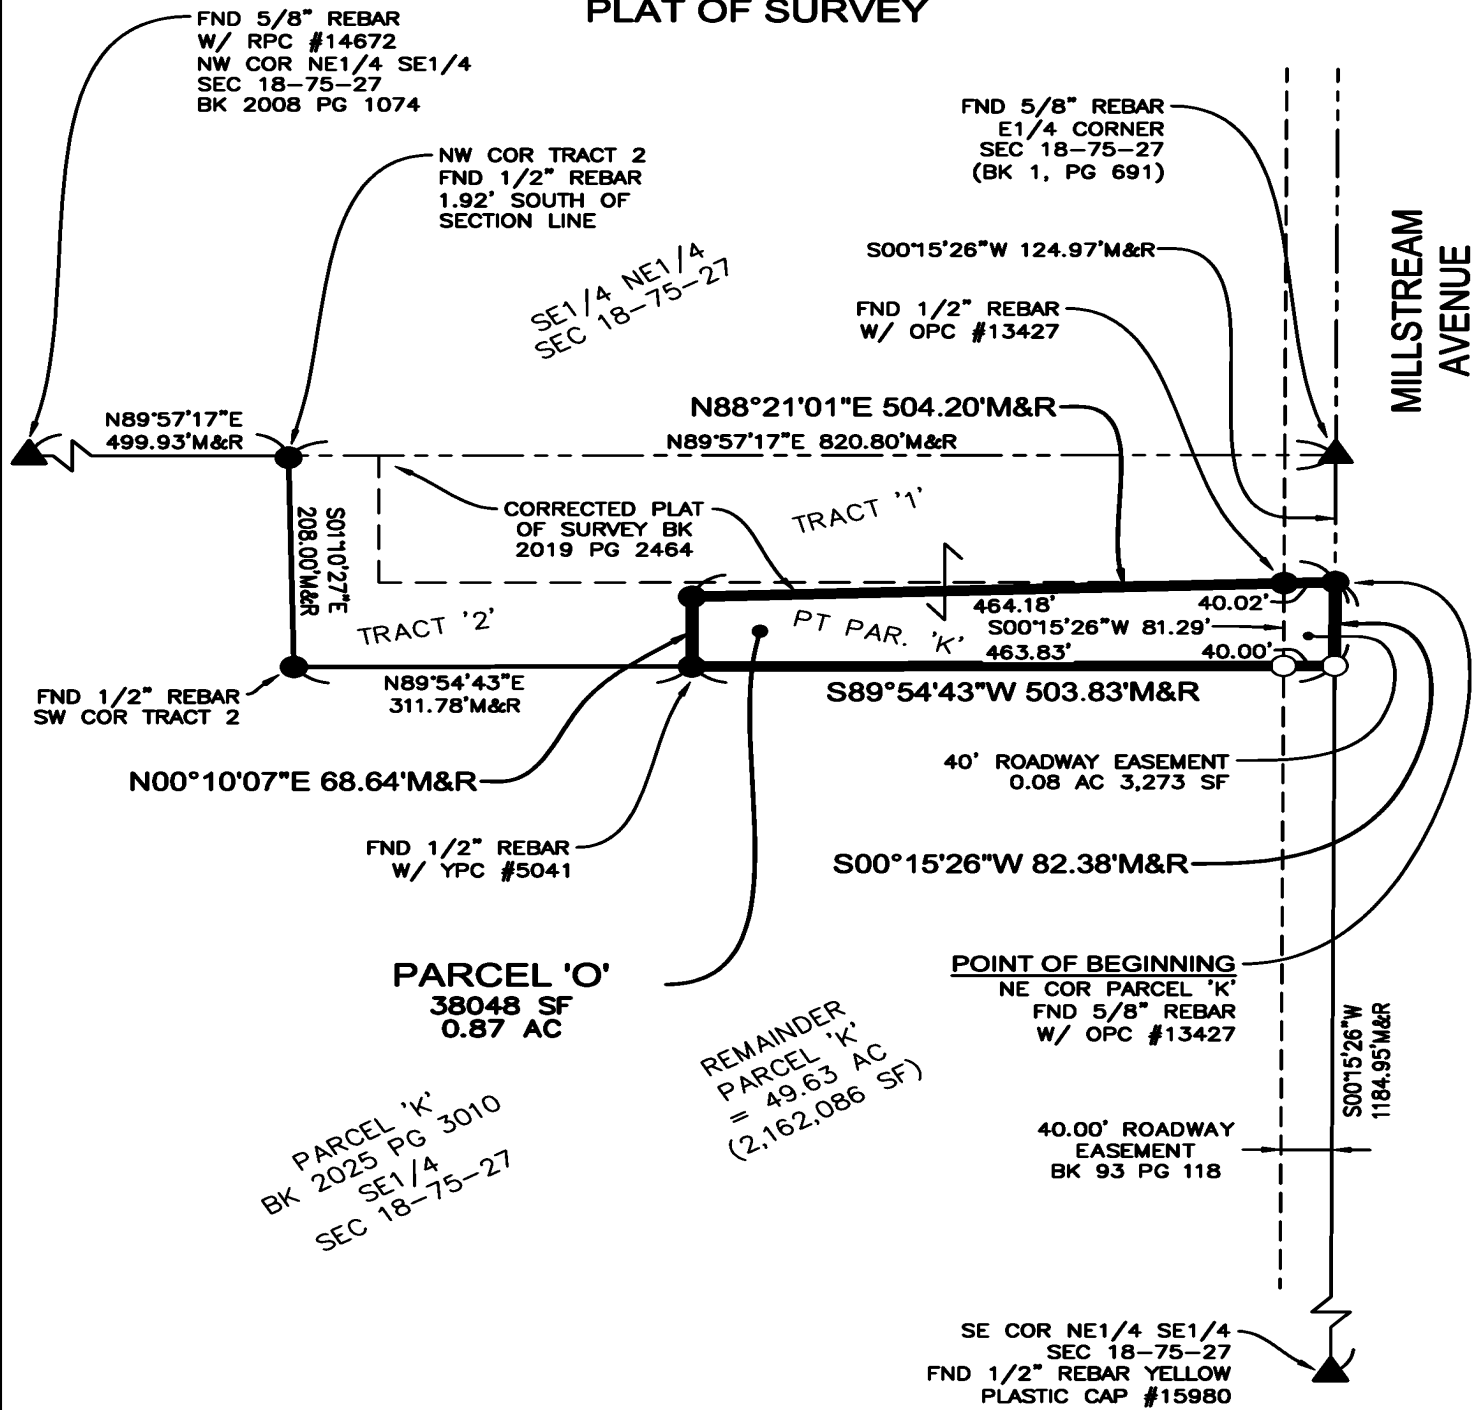 PLAT OF SURVEY
FND 5/8" REBAR
W/ RPC #14672
NW COR NE1/4 SE1/4
SEC 18-75-27
BK 2008 PG 1074
NW COR TRACT 2
FND 1/2" REBAR
1.92' SOUTH OF
SECTION LINE
FND 5/8" REBAR
E1/4 CORNER
SEC 18-75-27
(BK 1, PG 691)
MILLSTREAM
AVENUE
SE1/4 NE1/4
SEC 18-75-27
S00°15'26"W 124.97'M&R
FND 1/2" REBAR
W/ OPC #13427
N89°57'17"E
499.93'M&R
N88°21'01"E 504.20'M&R
N89°57'17"E 820.80'M&R
S01°10'27"E
208.00'M&R
CORRECTED PLAT
OF SURVEY BK
2019 PG 2464
TRACT '1'
TRACT '2'
PT PAR. 'K'
464.18'
40.02'
S00°15'26"W 81.29'
463.83'
40.00'
FND 1/2" REBAR
SW COR TRACT 2
N89°54'43"E
311.78'M&R
S89°54'43"W 503.83'M&R
N00°10'07"E 68.64'M&R
40' ROADWAY EASEMENT
0.08 AC 3,273 SF
FND 1/2" REBAR
W/ YPC #5041
S00°15'26"W 82.38'M&R
PARCEL 'O'
38048 SF
0.87 AC
POINT OF BEGINNING
NE COR PARCEL 'K'
FND 5/8" REBAR
W/ OPC #13427
S00°15'26"W
1184.95'M&R
REMAINDER
PARCEL 'K'
= 49.63 AC
(2,162,086 SF)
PARCEL 'K'
BK 2025 PG 3010
SE1/4
SEC 18-75-27
40.00' ROADWAY
EASEMENT
BK 93 PG 118
SE COR NE1/4 SE1/4
SEC 18-75-27
FND 1/2" REBAR YELLOW
PLASTIC CAP #15980